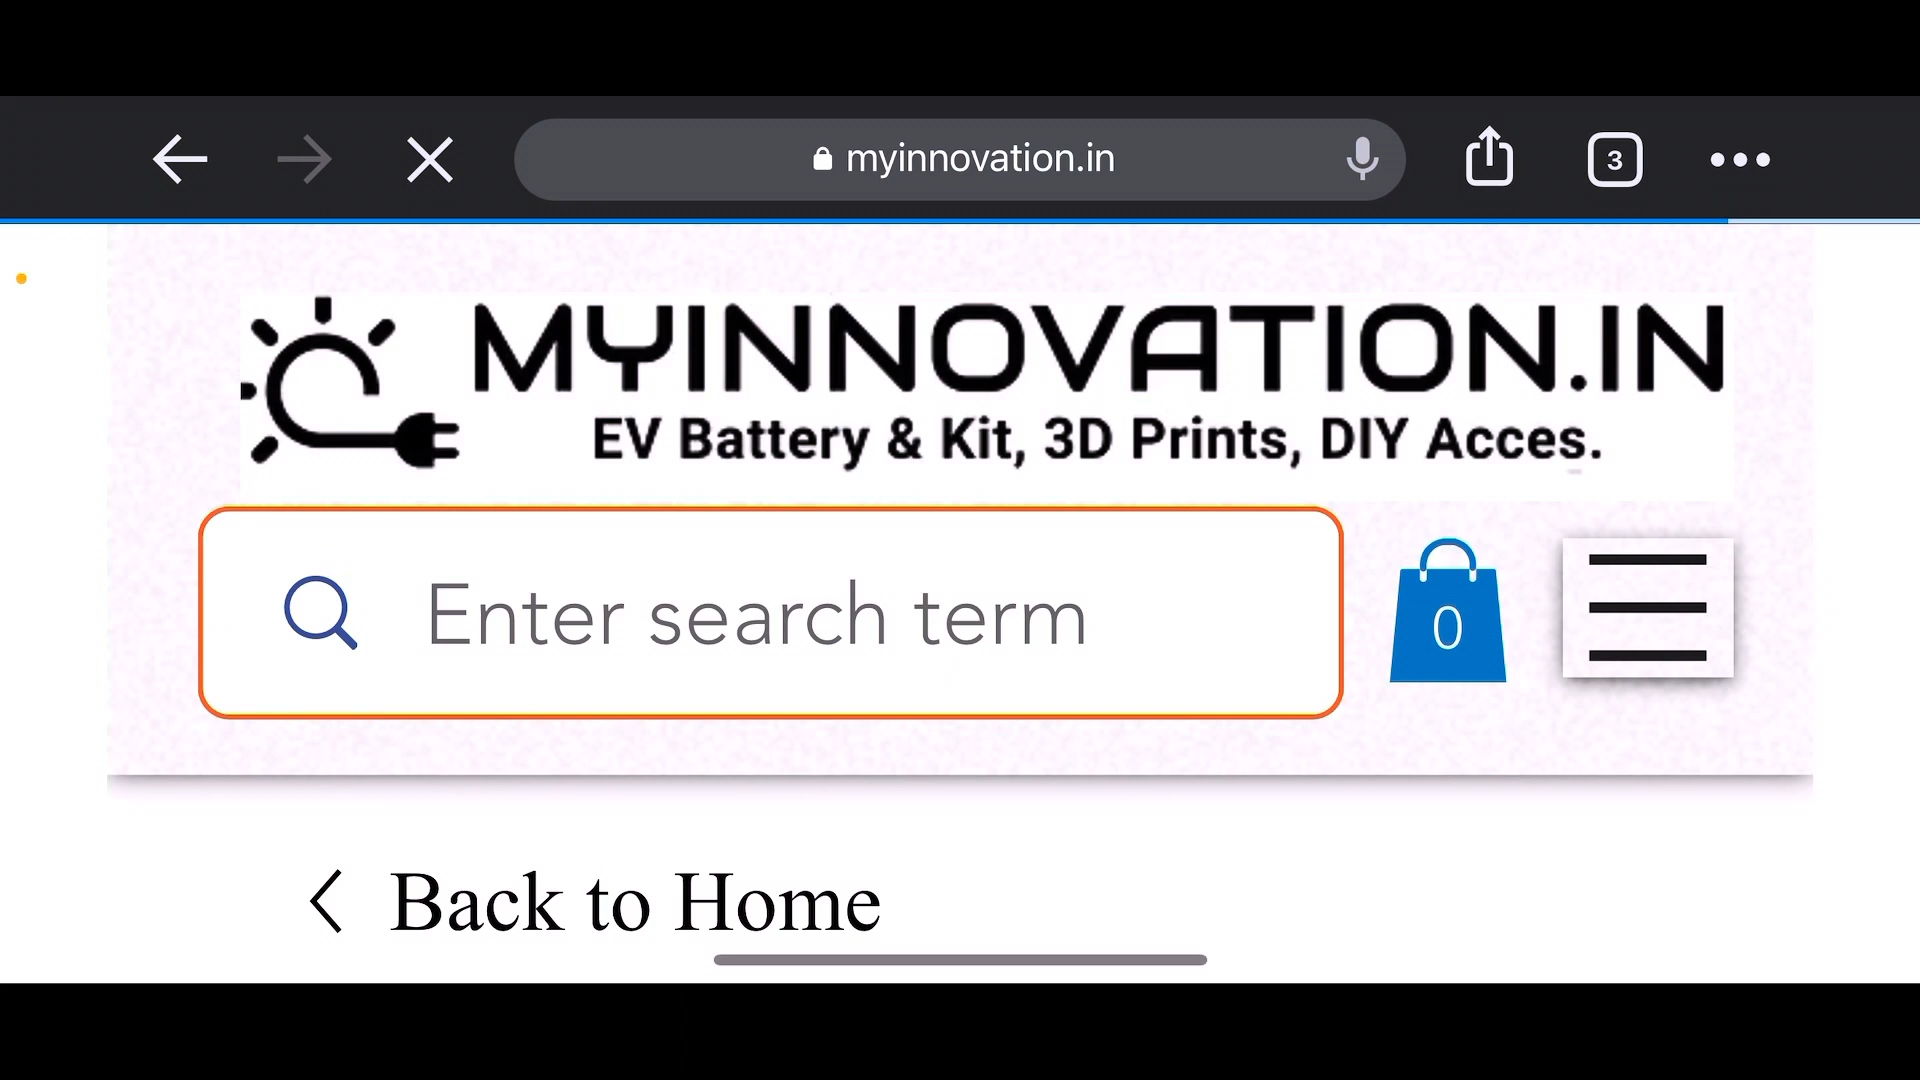 myinnovation.in
3
MYINNOVATION.IN
EV Battery & Kit, 3D Prints, DIY Acces.
Enter search term
0
Back to Home